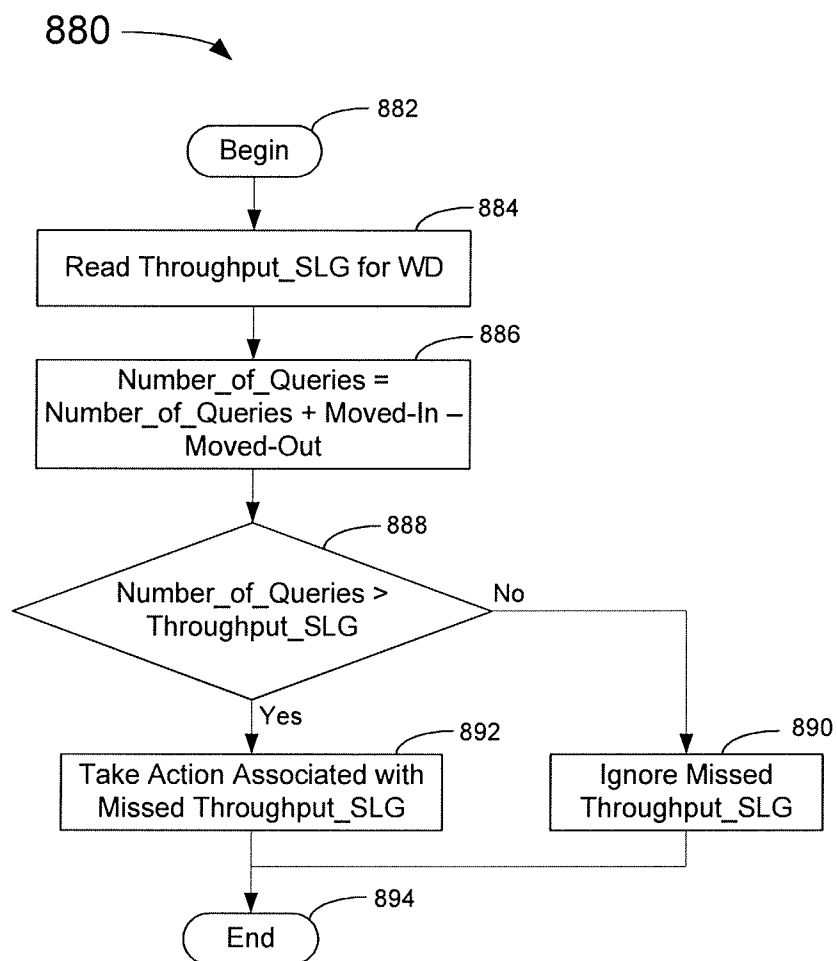 880
882
Begin
884
Read Throughput_SLG for WD
886
Number_of_Queries =
Number_of_Queries + Moved-In –
Moved-Out
888
Number_of_Queries >
Throughput_SLG
No
Yes
892
Take Action Associated with
Missed Throughput_SLG
890
Ignore Missed
Throughput_SLG
894
End